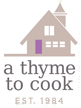 a thyme
to cook
EST. 1984